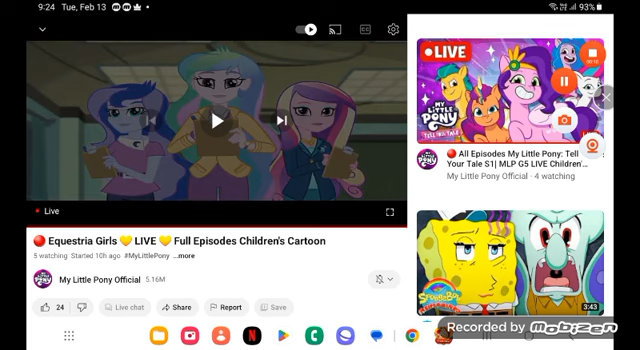 9:24 Tue, Feb 13
93%
CC
Live
🔴 Equestria Girls 💛 LIVE 💛 Full Episodes Children's Cartoon
5 watching Started 10h ago #MyLittlePony ...more
My Little Pony Official 5.16M
24
Live chat
Share
Report
Save
LIVE
MY LITTLE PONY
TELL YOUR TALE
🔴 All Episodes My Little Pony: Tell Your Tale S1| MLP G5 LIVE Children'...
My Little Pony Official · 4 watching
SpongeBob
3:43
Recorded by Mobizen